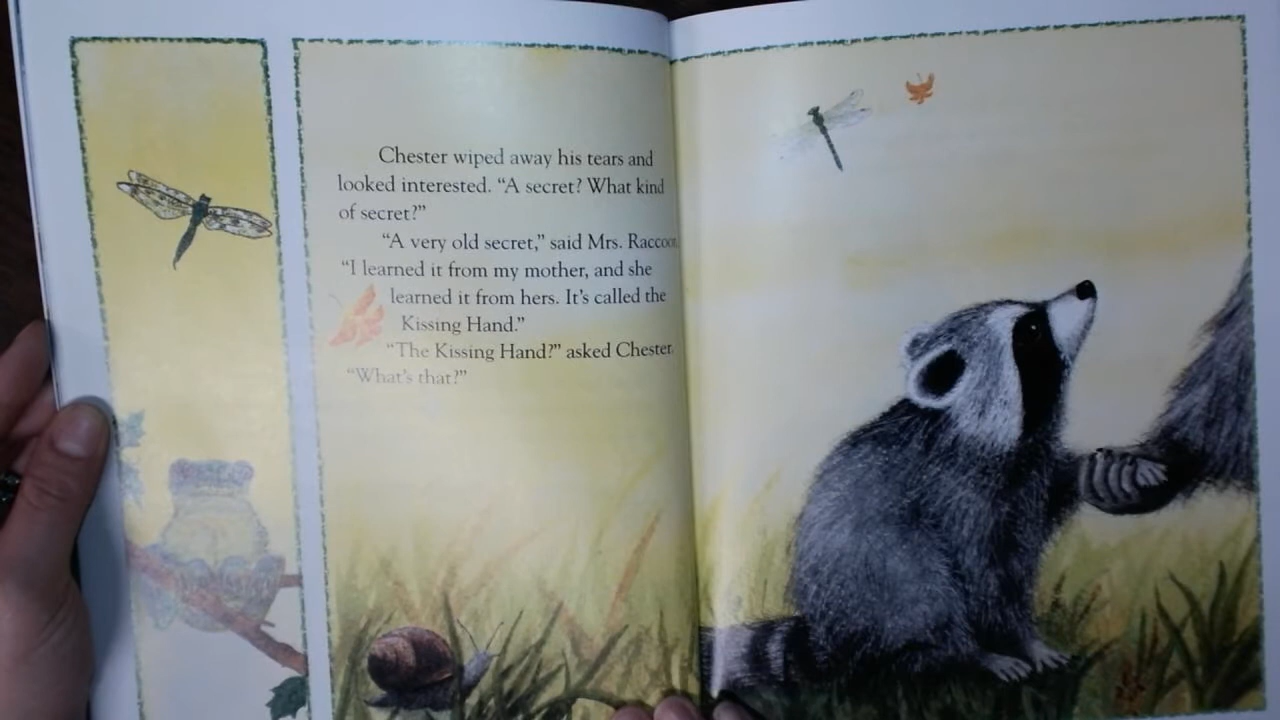 Chester wiped away his tears and
looked interested. “A secret? What kind
of secret?”
“A very old secret,” said Mrs. Raccoon.
“I learned it from my mother, and she
learned it from hers. It’s called the
Kissing Hand.”
“The Kissing Hand?” asked Chester.
“What’s that?”